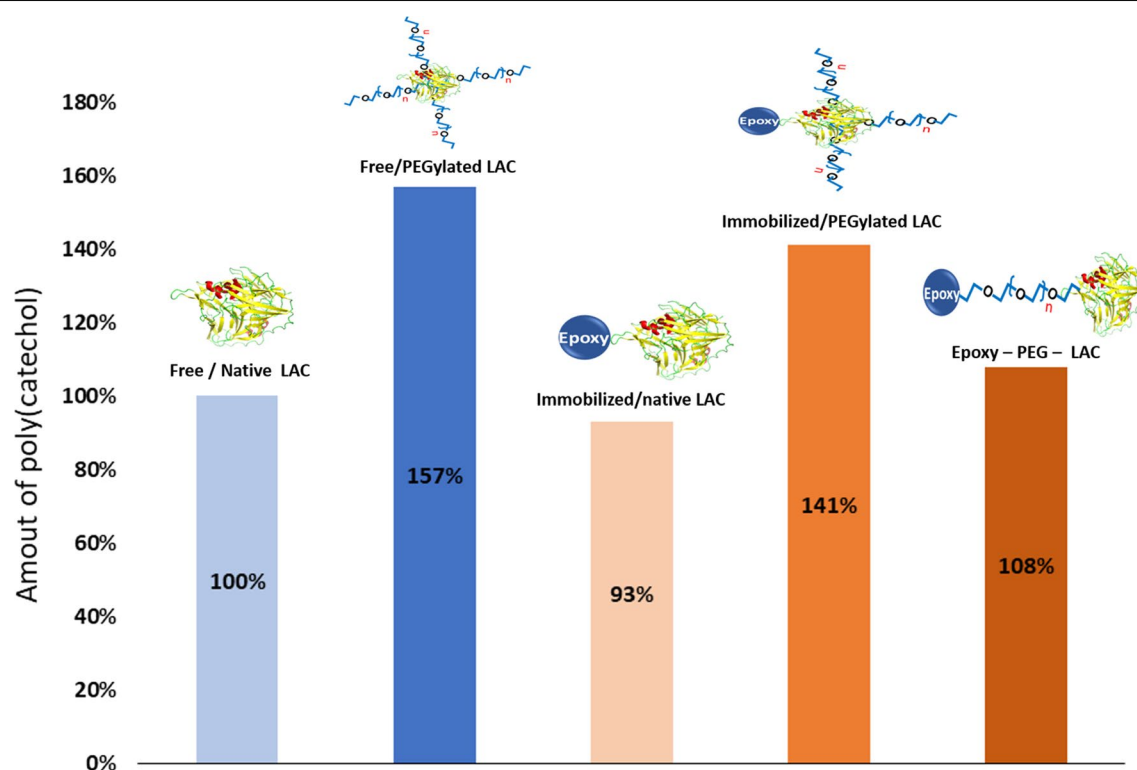 Amout of poly(catechol)
180%
160%
140%
120%
100%
80%
60%
40%
20%
0%
Free / Native LAC
100%
O
O
O
O
O
O
O
O
O
O
O
O
n
n
n
n
Free/PEGylated LAC
157%
Epoxy
Immobilized/native LAC
93%
Epoxy
O
O
O
O
O
O
O
O
O
n
n
n
Immobilized/PEGylated LAC
141%
Epoxy
O
O
O
n
Epoxy – PEG – LAC
108%